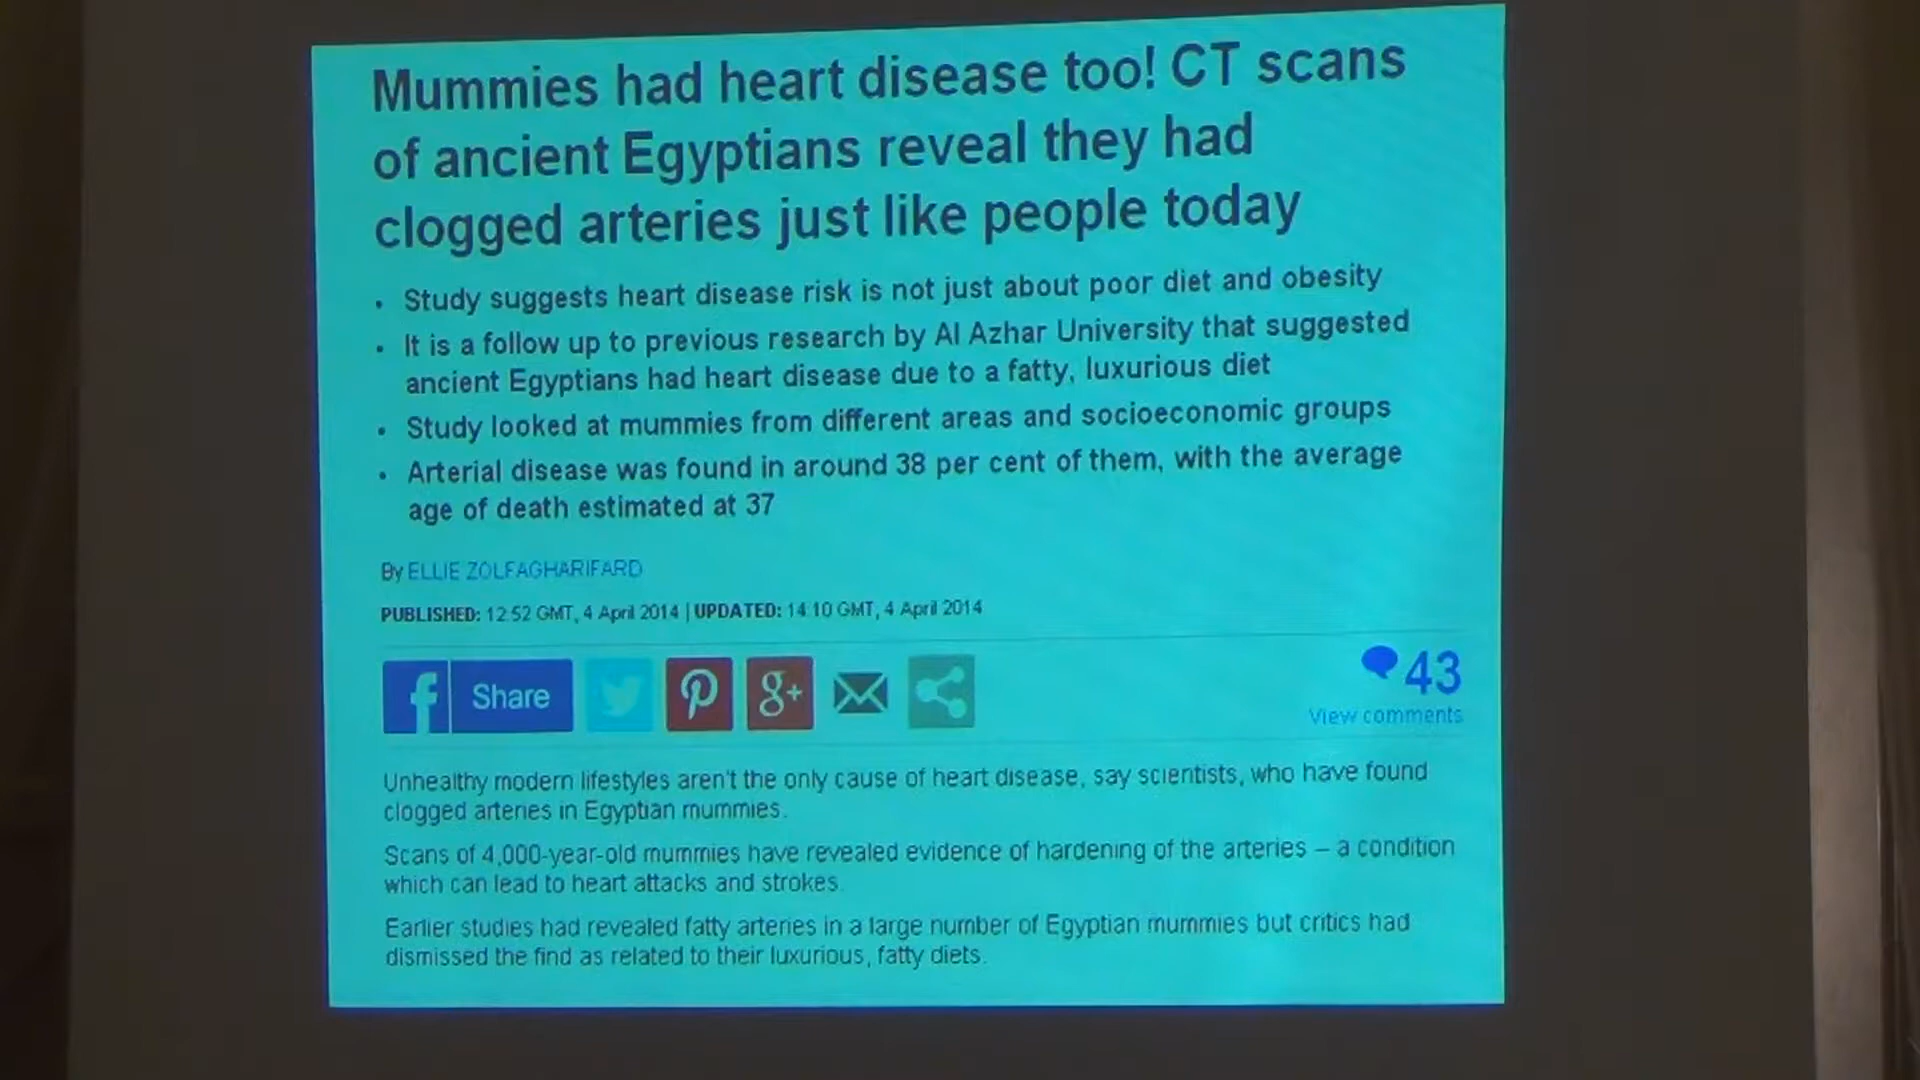 Mummies had heart disease too! CT scans
of ancient Egyptians reveal they had
clogged arteries just like people today
• Study suggests heart disease risk is not just about poor diet and obesity
• It is a follow up to previous research by Al Azhar University that suggested
ancient Egyptians had heart disease due to a fatty, luxurious diet
• Study looked at mummies from different areas and socioeconomic groups
• Arterial disease was found in around 38 per cent of them, with the average
age of death estimated at 37
By ELLIE ZOLFAGHARIFARD
PUBLISHED: 12:52 GMT, 4 April 2014 | UPDATED: 14:10 GMT, 4 April 2014
f Share g+ 43
View comments
Unhealthy modern lifestyles aren't the only cause of heart disease, say scientists, who have found
clogged arteries in Egyptian mummies.
Scans of 4,000-year-old mummies have revealed evidence of hardening of the arteries – a condition
which can lead to heart attacks and strokes.
Earlier studies had revealed fatty arteries in a large number of Egyptian mummies but critics had
dismissed the find as related to their luxurious, fatty diets.